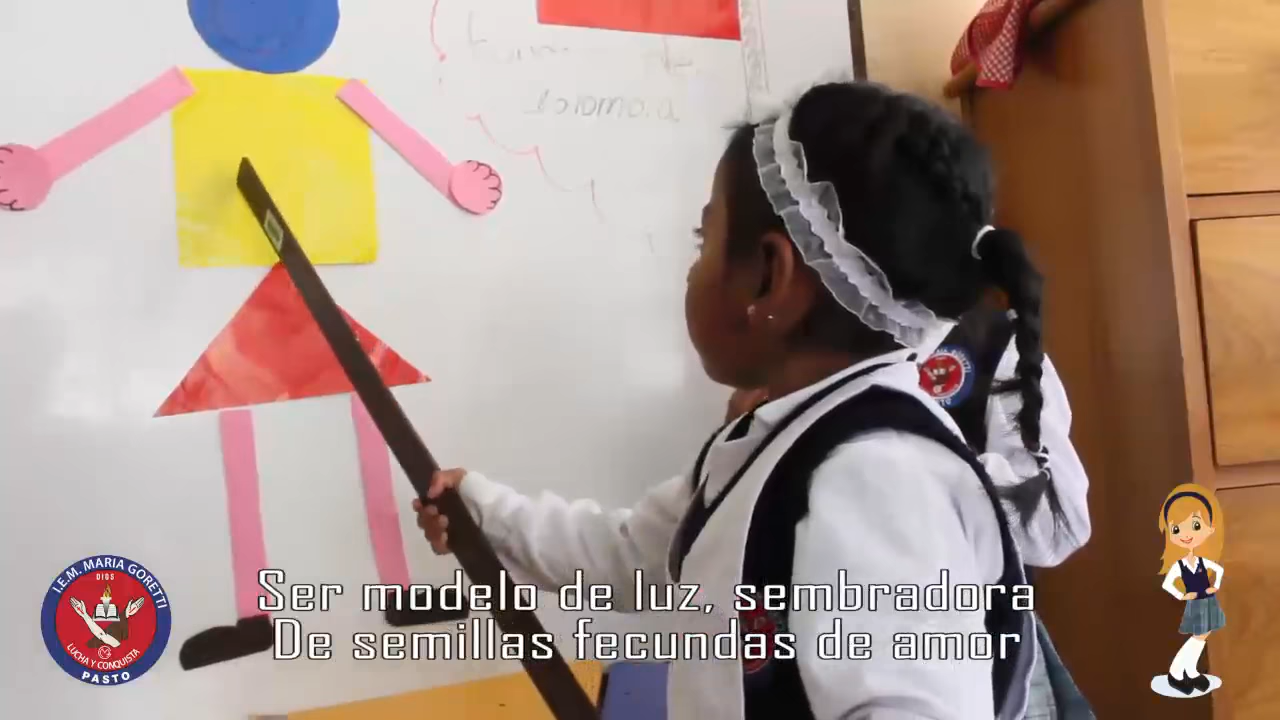 I.E.M. MARIA GORETTI
DIOS
LUCHA Y CONQUISTA
PASTO
Ser modelo de luz, sembradora
De semillas fecundas de amor